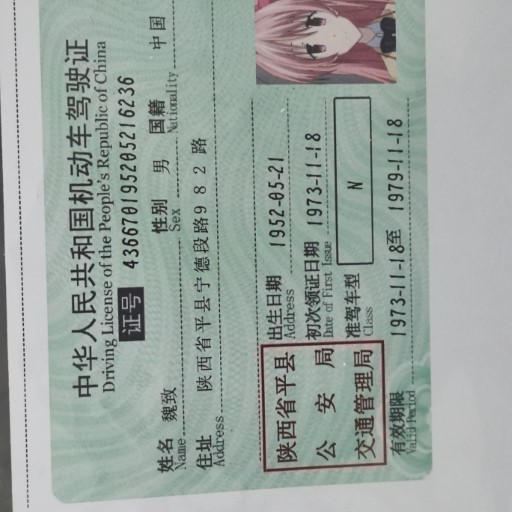 中华人民共和国机动车驾驶证
Driving License of the People's Republic of China
证号 436670195205216236
姓名 魏致 性别 男 国籍 中国
Name Sex Nationality
住址 陕西省平县宁德段路982路
Address
出生日期 1952-05-21
Address
初次领证日期 1973-11-18
Date of First Issue
准驾车型 N
Class
陕西省平县
公安局
交通管理局
有效期限 1973-11-18至 1979-11-18
Valid Period